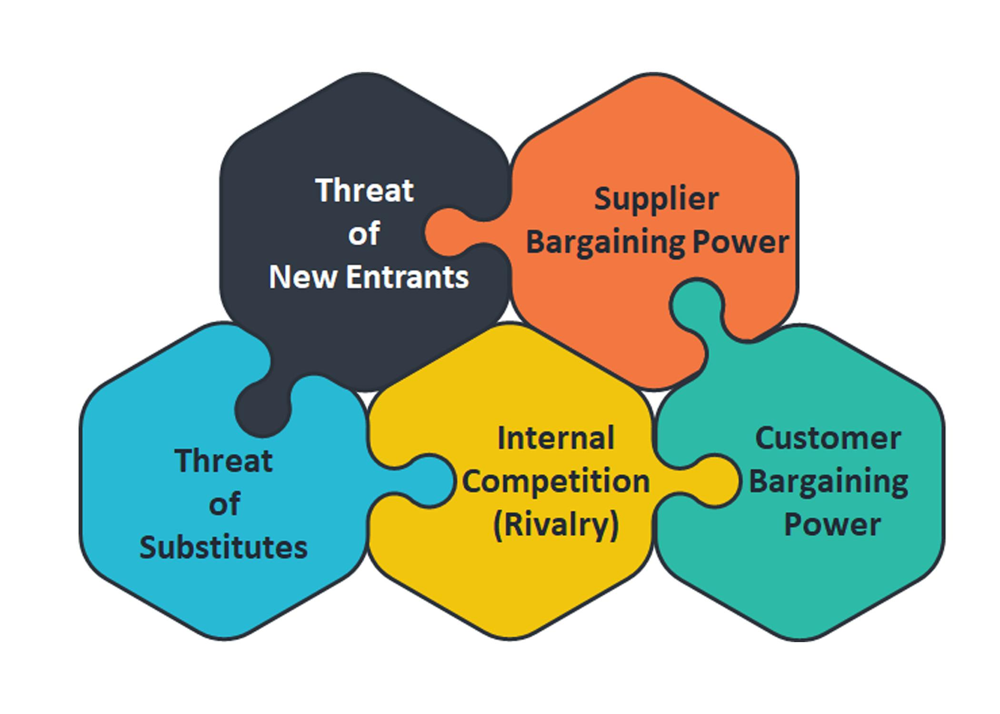 Threat
of
New Entrants
Supplier
Bargaining Power
Threat
of
Substitutes
Internal
Competition
(Rivalry)
Customer
Bargaining
Power